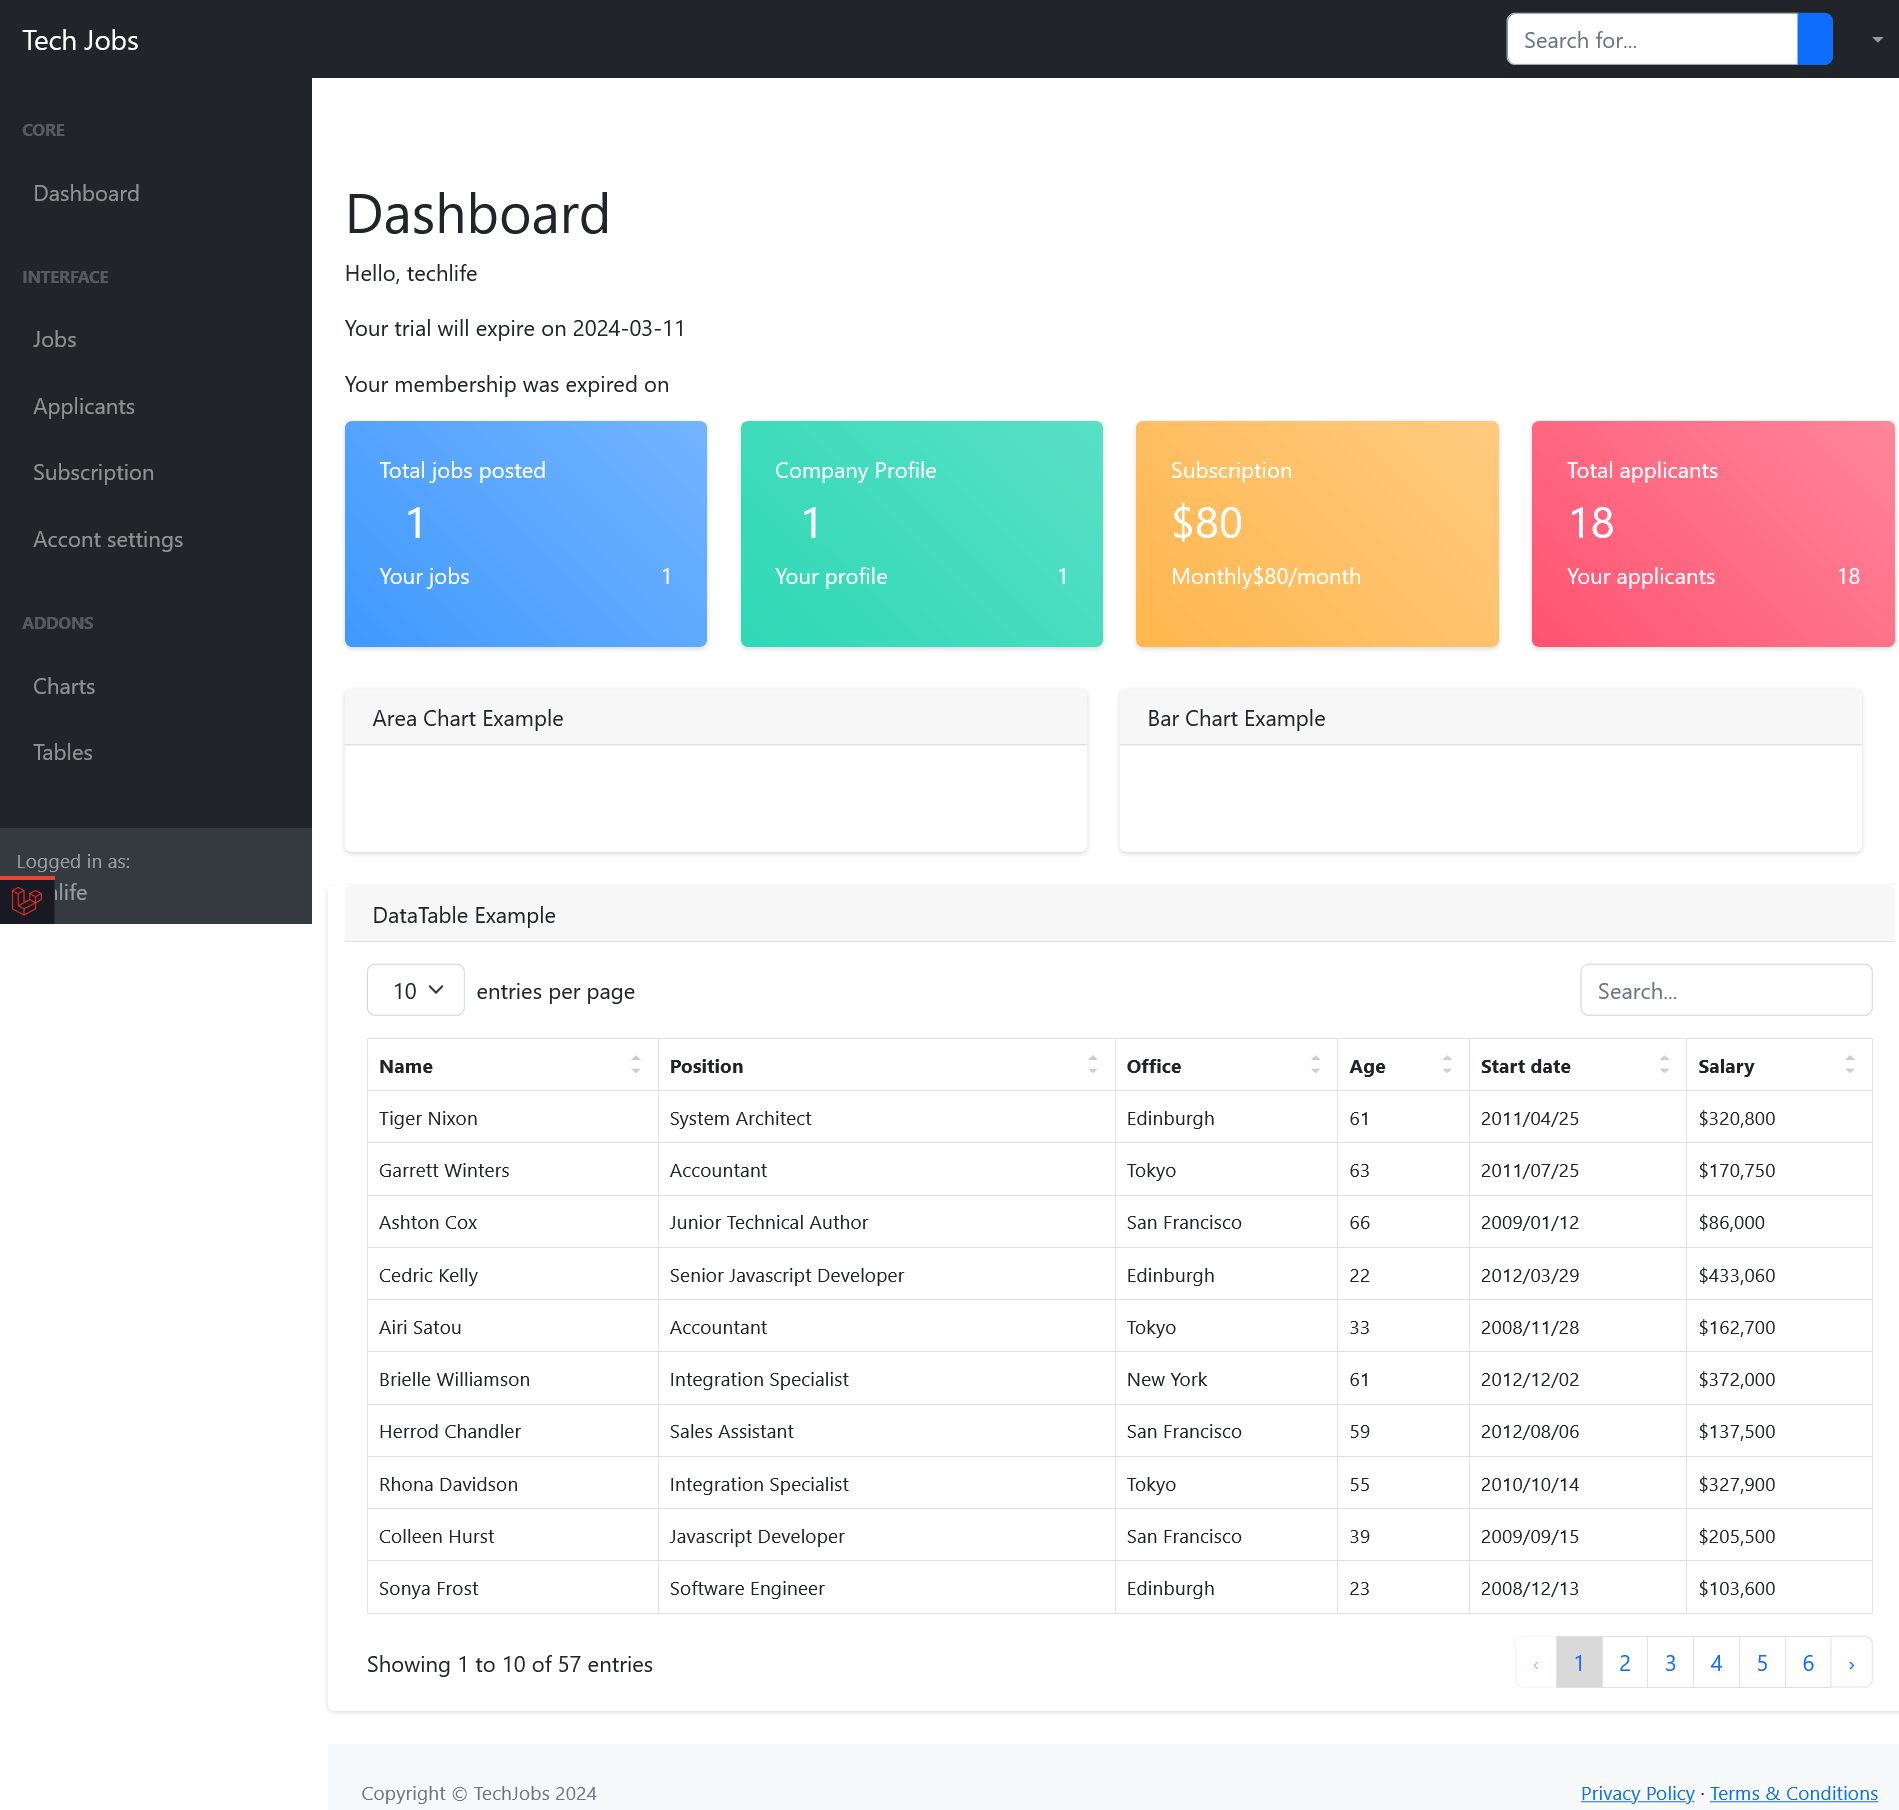 Tech Jobs
Search for...
CORE
Dashboard
INTERFACE
Jobs
Applicants
Subscription
Accont settings
ADDONS
Charts
Tables
Logged in as:
life
Dashboard
Hello, techlife
Your trial will expire on 2024-03-11
Your membership was expired on
Total jobs posted
1
Your jobs 1
Company Profile
1
Your profile 1
Subscription
$80
Monthly$80/month
Total applicants
18
Your applicants 18
Area Chart Example
Bar Chart Example
DataTable Example
10 entries per page
Search...
Name Position Office Age Start date Salary
Tiger Nixon System Architect Edinburgh 61 2011/04/25 $320,800
Garrett Winters Accountant Tokyo 63 2011/07/25 $170,750
Ashton Cox Junior Technical Author San Francisco 66 2009/01/12 $86,000
Cedric Kelly Senior Javascript Developer Edinburgh 22 2012/03/29 $433,060
Airi Satou Accountant Tokyo 33 2008/11/28 $162,700
Brielle Williamson Integration Specialist New York 61 2012/12/02 $372,000
Herrod Chandler Sales Assistant San Francisco 59 2012/08/06 $137,500
Rhona Davidson Integration Specialist Tokyo 55 2010/10/14 $327,900
Colleen Hurst Javascript Developer San Francisco 39 2009/09/15 $205,500
Sonya Frost Software Engineer Edinburgh 23 2008/12/13 $103,600
Showing 1 to 10 of 57 entries
‹ 1 2 3 4 5 6 ›
Copyright © TechJobs 2024
Privacy Policy · Terms & Conditions